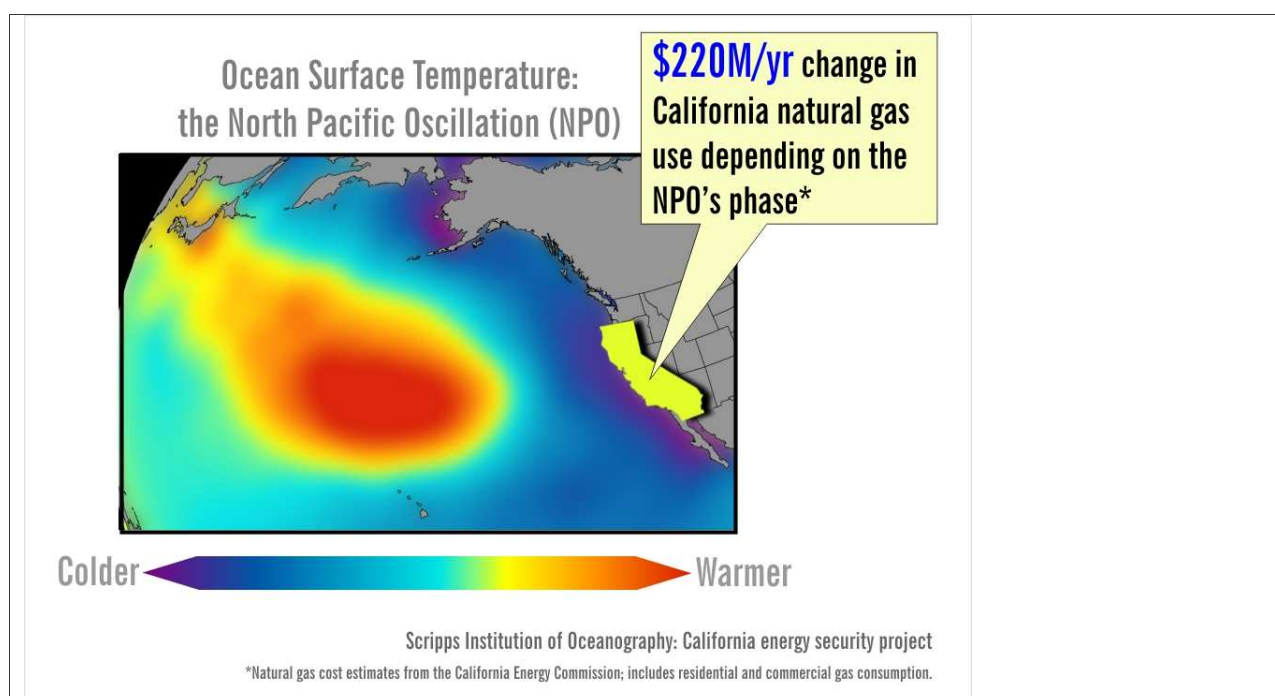 Ocean Surface Temperature:
the North Pacific Oscillation (NPO)
$220M/yr change in
California natural gas
use depending on the
NPO's phase*
Colder
Warmer
Scripps Institution of Oceanography: California energy security project
*Natural gas cost estimates from the California Energy Commission; includes residential and commercial gas consumption.